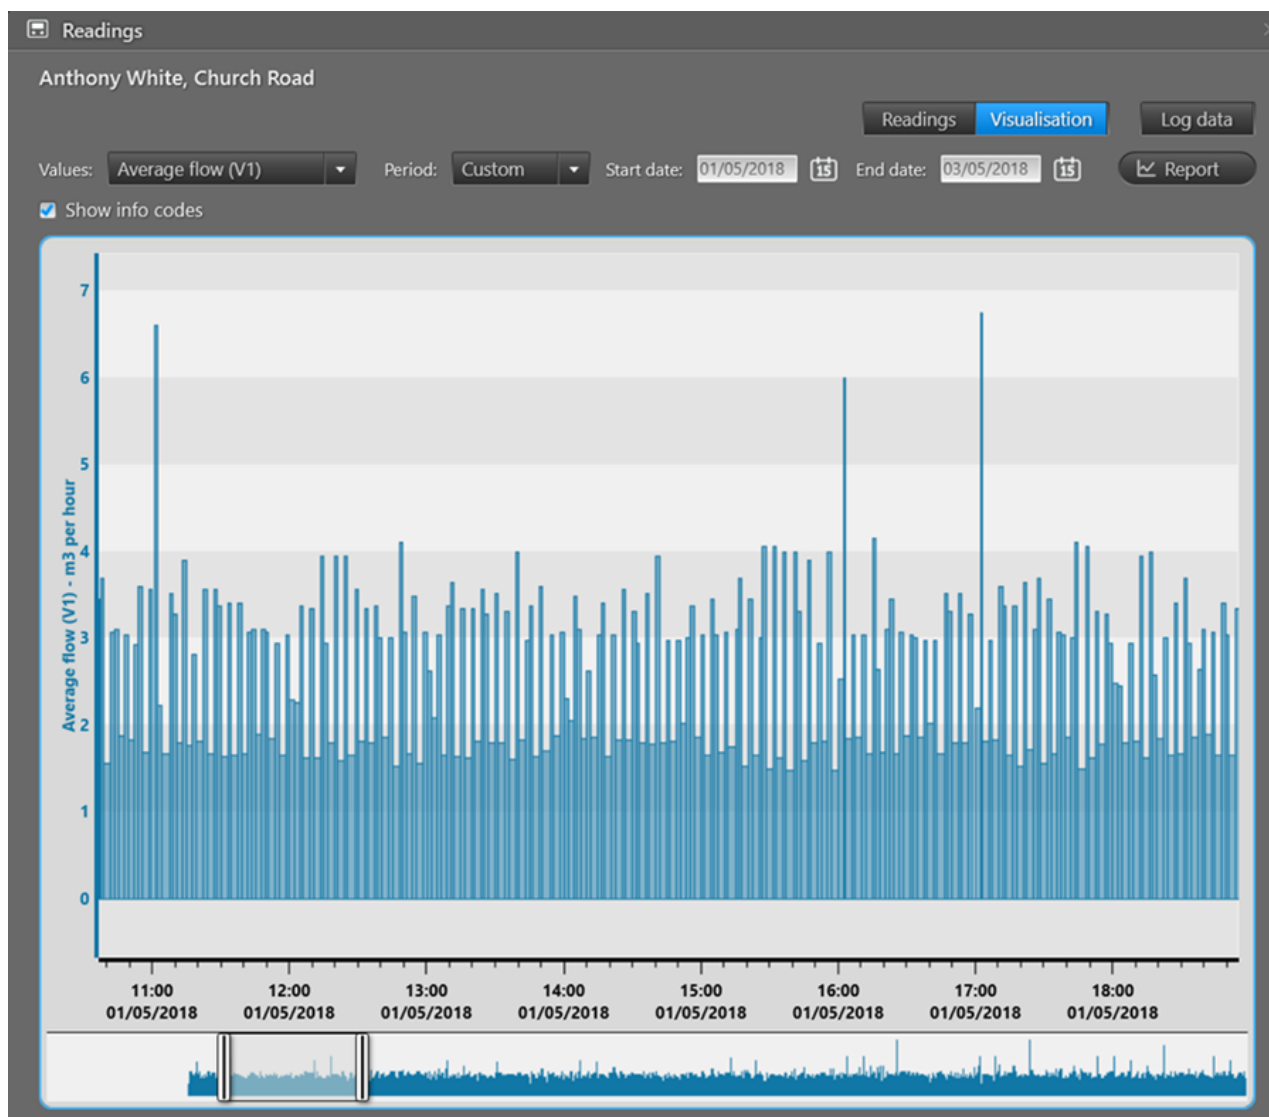 Readings
Anthony White, Church Road
Readings Visualisation Log data
Values: Average flow (V1) Period: Custom Start date: 01/05/2018 15 End date: 03/05/2018 15 Report
Show info codes
Average flow (V1) - m3 per hour
7
6
5
4
3
2
1
0
11:00 12:00 13:00 14:00 15:00 16:00 17:00 18:00
01/05/2018 01/05/2018 01/05/2018 01/05/2018 01/05/2018 01/05/2018 01/05/2018 01/05/2018